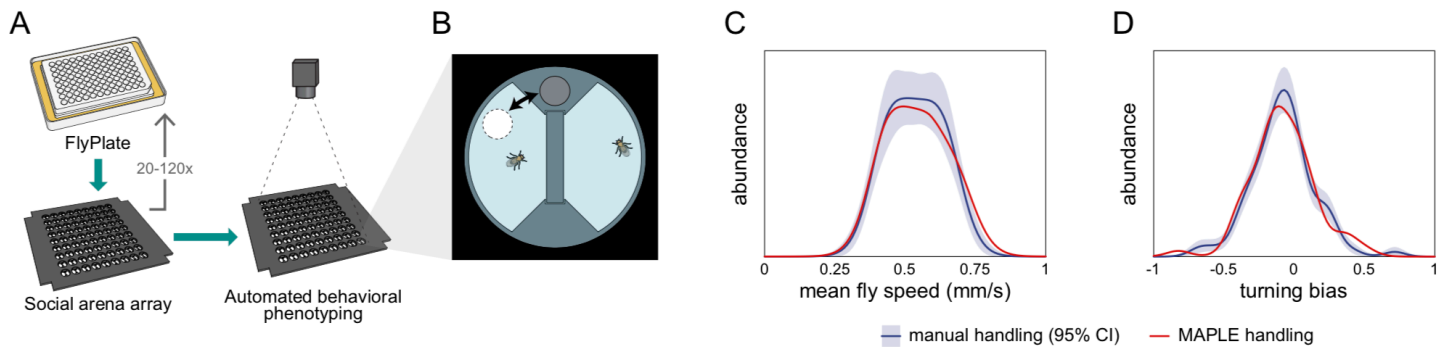 A
FlyPlate
20-120x
Social arena array
Automated behavioral
phenotyping
B
C
abundance
0 0.25 0.5 0.75 1
mean fly speed (mm/s)
D
abundance
-1 -0.5 0 0.5 1
turning bias
manual handling (95% CI) MAPLE handling